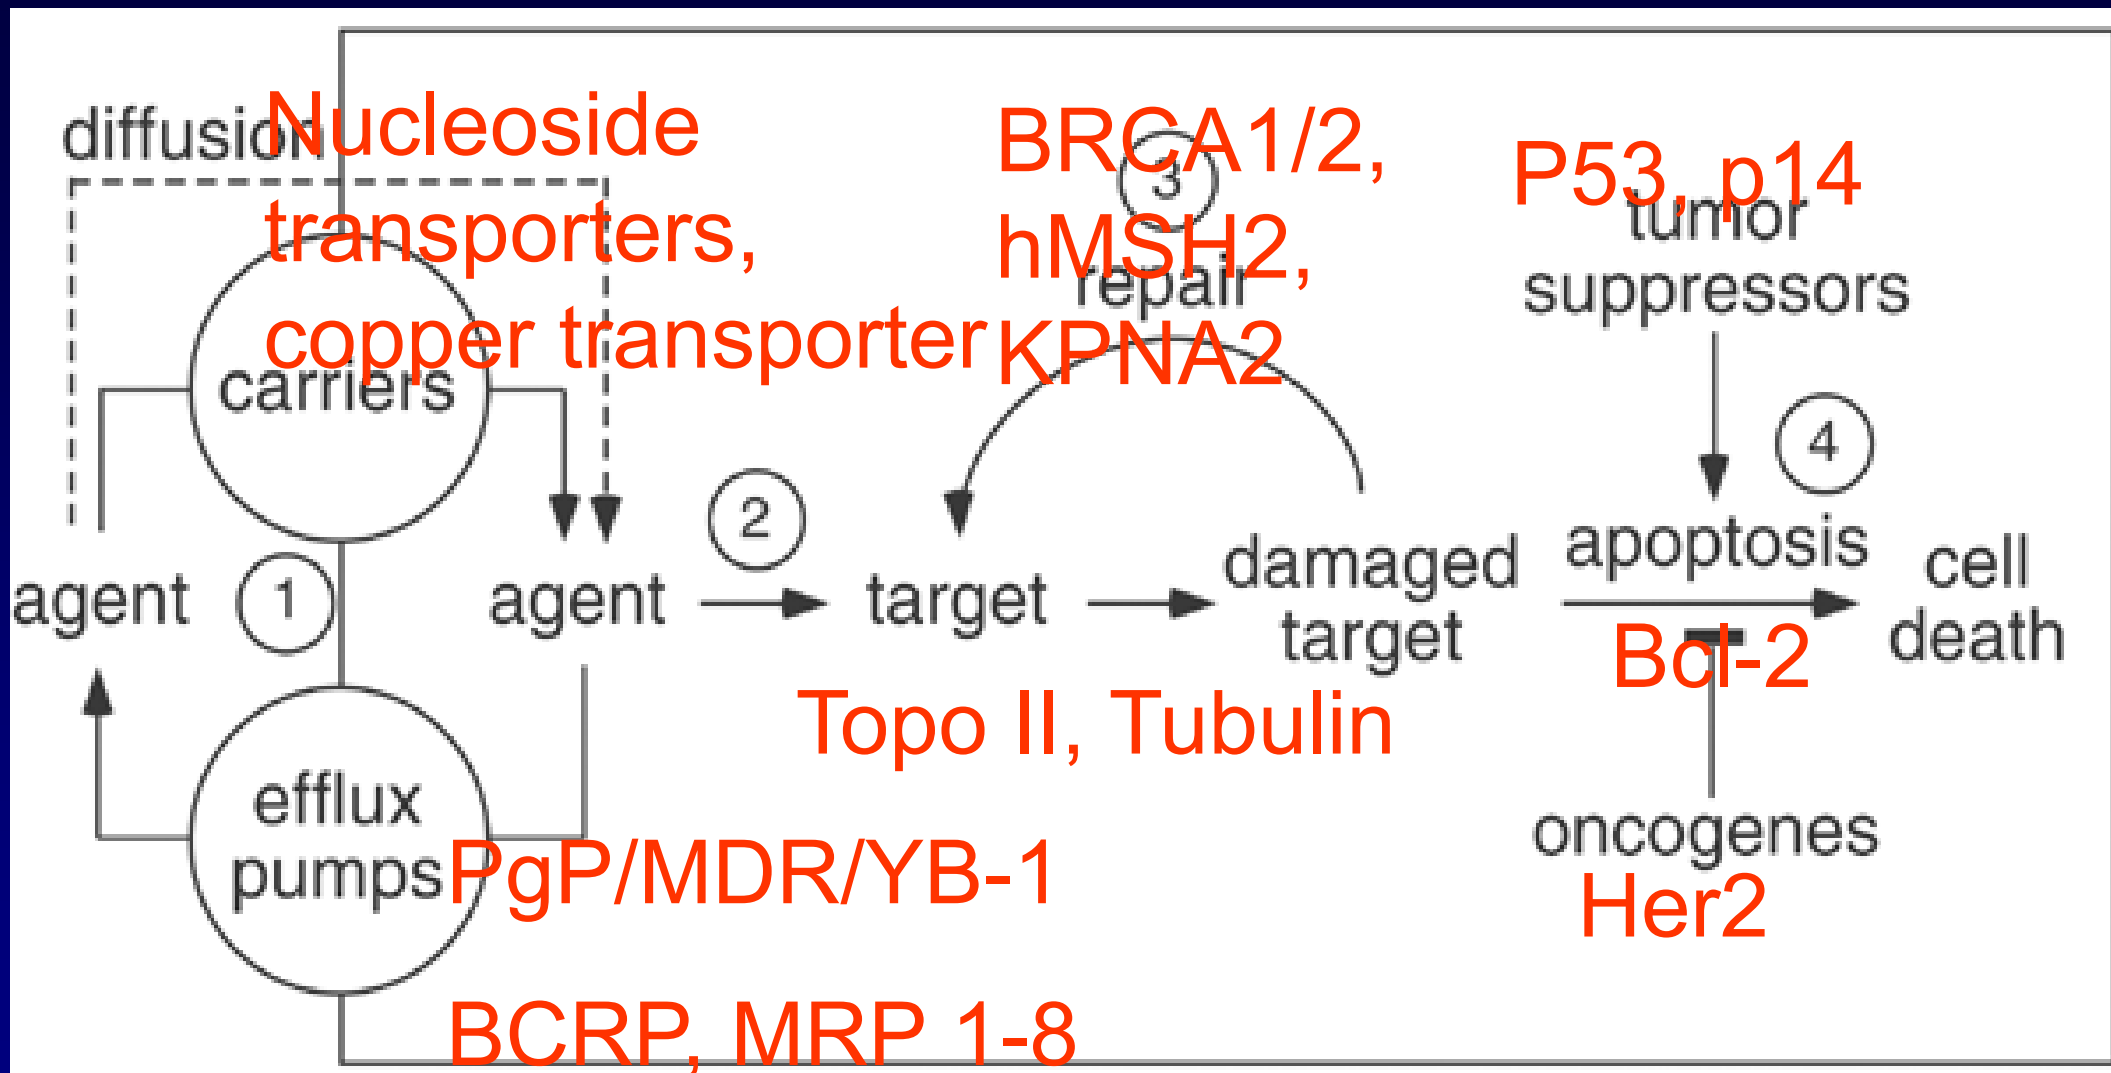 diffusion
Nucleoside
transporters,
copper transporter
carriers
BRCA1/2,
hMSH2,
KPNA2
3
repair
P53, p14
tumor
suppressors
4
agent
1
agent
2
target
damaged
target
apoptosis
cell
death
Bcl-2
Topo II, Tubulin
efflux
pumps
PgP/MDR/YB-1
BCRP, MRP 1-8
oncogenes
Her2